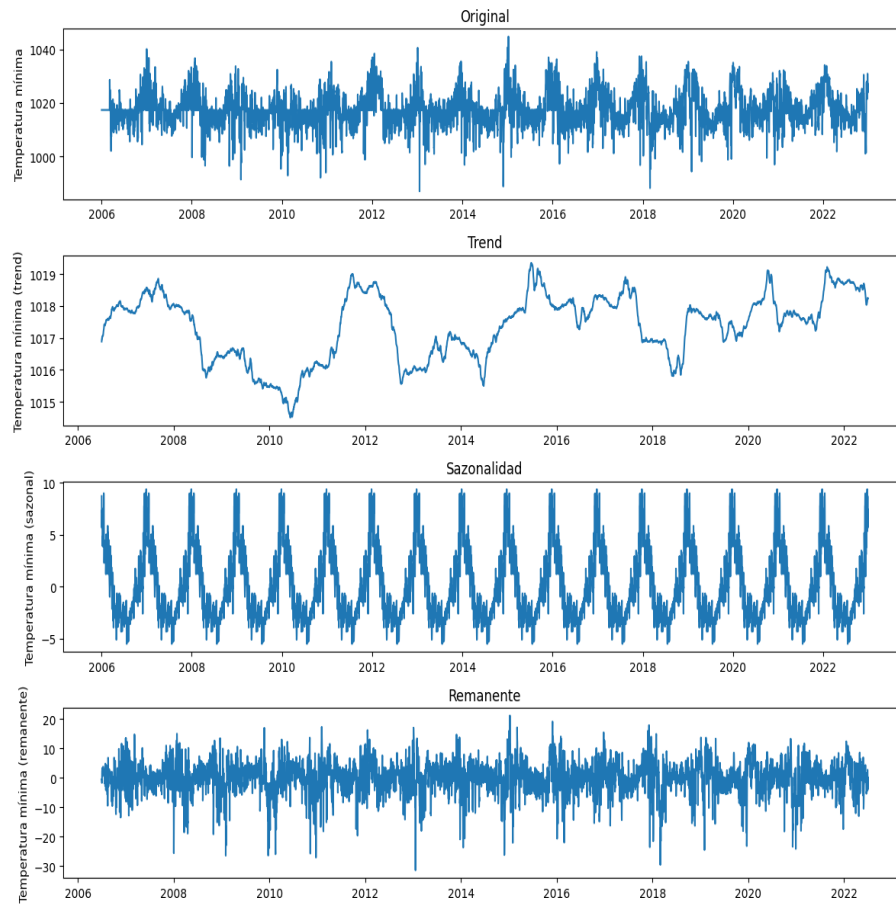 Original
Temperatura mínima
1040
1020
1000
2006 2008 2010 2012 2014 2016 2018 2020 2022
Trend
Temperatura mínima (trend)
1019
1018
1017
1016
1015
2006 2008 2010 2012 2014 2016 2018 2020 2022
Sazonalidad
Temperatura mínima (sazonal)
10
5
0
−5
2006 2008 2010 2012 2014 2016 2018 2020 2022
Remanente
Temperatura mínima (remanente)
20
10
0
−10
−20
−30
2006 2008 2010 2012 2014 2016 2018 2020 2022